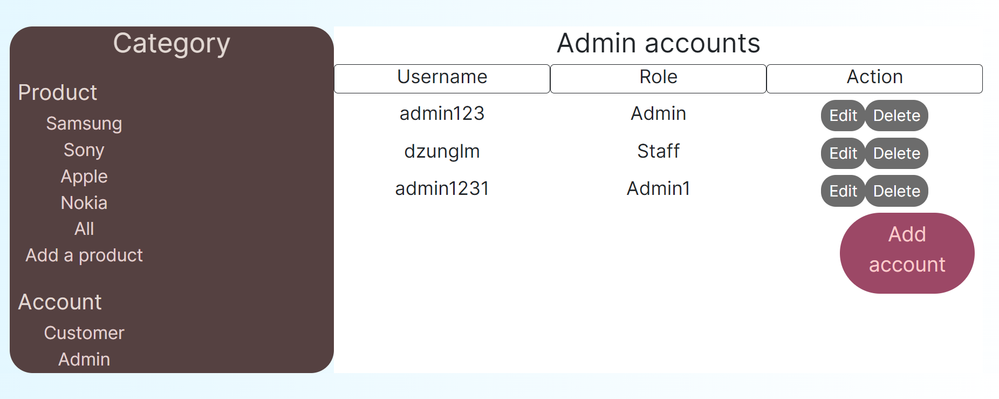 Category
Product
Samsung
Sony
Apple
Nokia
All
Add a product
Account
Customer
Admin
Admin accounts
Username Role Action
admin123 Admin Edit Delete
dzunglm Staff Edit Delete
admin1231 Admin1 Edit Delete
Add
account